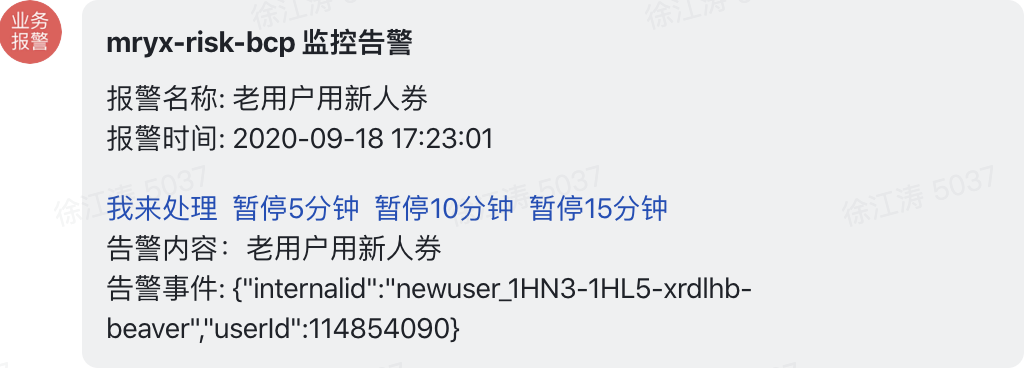 业务
报警
mryx-risk-bcp 监控告警
报警名称: 老用户用新人券
报警时间: 2020-09-18 17:23:01
我来处理 暂停5分钟 暂停10分钟 暂停15分钟
告警内容：老用户用新人券
告警事件: {"internalid":"newuser_1HN3-1HL5-xrdlhb-
beaver","userId":114854090}
徐江涛 5037
徐江涛 5037
徐江涛 5037
徐江涛
徐江涛